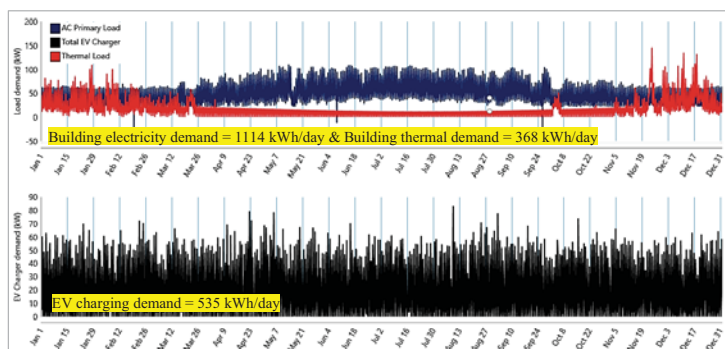 AC Primary Load
Total EV Charger
Thermal Load
Load demand (kW)
200
150
100
50
0
-50
Building electricity demand = 1114 kWh/day & Building thermal demand = 368 kWh/day
Jan 1 Jan 15 Jan 29 Feb 12 Feb 26 Mar 12 Mar 26 Apr 9 Apr 23 May 7 May 21 Jun 4 Jun 18 Jul 2 Jul 16 Jul 30 Aug 13 Aug 27 Sep 10 Sep 24 Oct 8 Oct 22 Nov 5 Nov 19 Dec 3 Dec 17 Dec 31
EV Charger demand (kW)
90
80
70
60
50
40
30
20
10
0
EV charging demand = 535 kWh/day
Jan 1 Jan 15 Jan 29 Feb 12 Feb 26 Mar 12 Mar 26 Apr 9 Apr 23 May 7 May 21 Jun 4 Jun 18 Jul 2 Jul 16 Jul 30 Aug 13 Aug 27 Sep 10 Sep 24 Oct 8 Oct 22 Nov 5 Nov 19 Dec 3 Dec 17 Dec 31